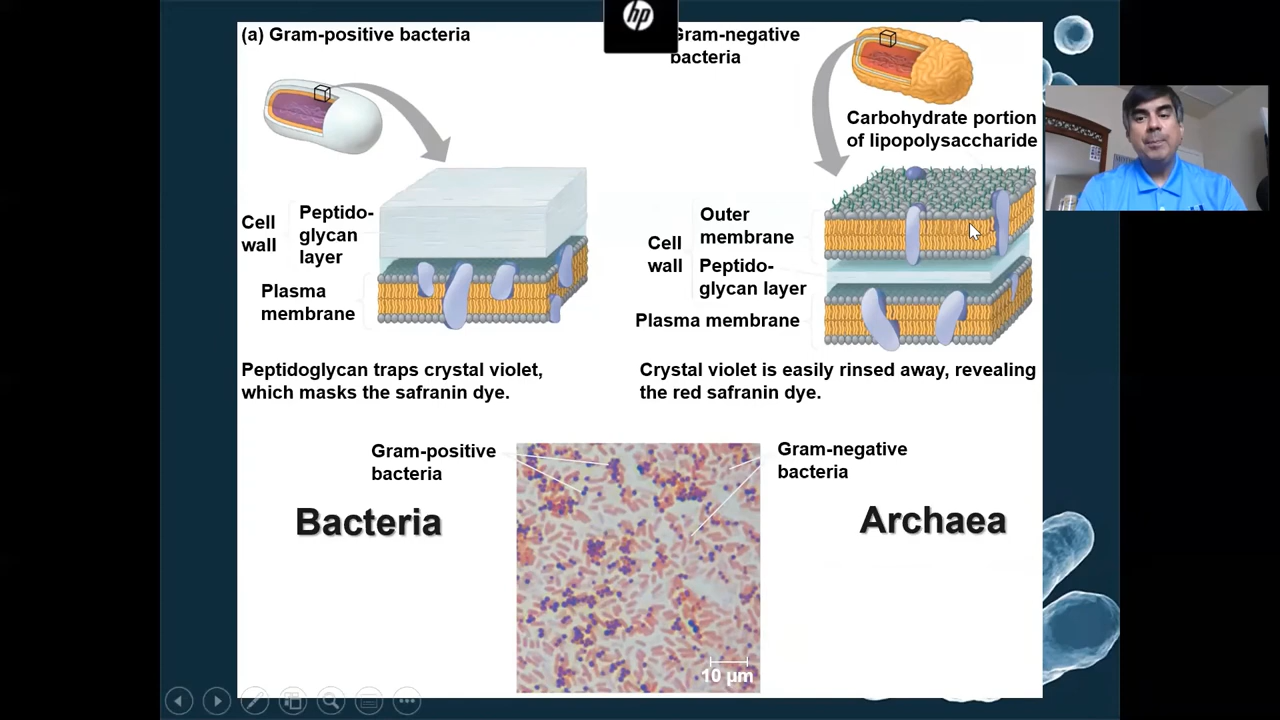 hp
(a) Gram-positive bacteria
Gram-negative
bacteria
Carbohydrate portion
of lipopolysaccharide
Cell
wall
Peptido-
glycan
layer
Plasma
membrane
Outer
membrane
Cell
wall
Peptido-
glycan layer
Plasma membrane
Peptidoglycan traps crystal violet,
which masks the safranin dye.
Crystal violet is easily rinsed away, revealing
the red safranin dye.
Gram-positive
bacteria
Gram-negative
bacteria
Bacteria
Archaea
10 µm